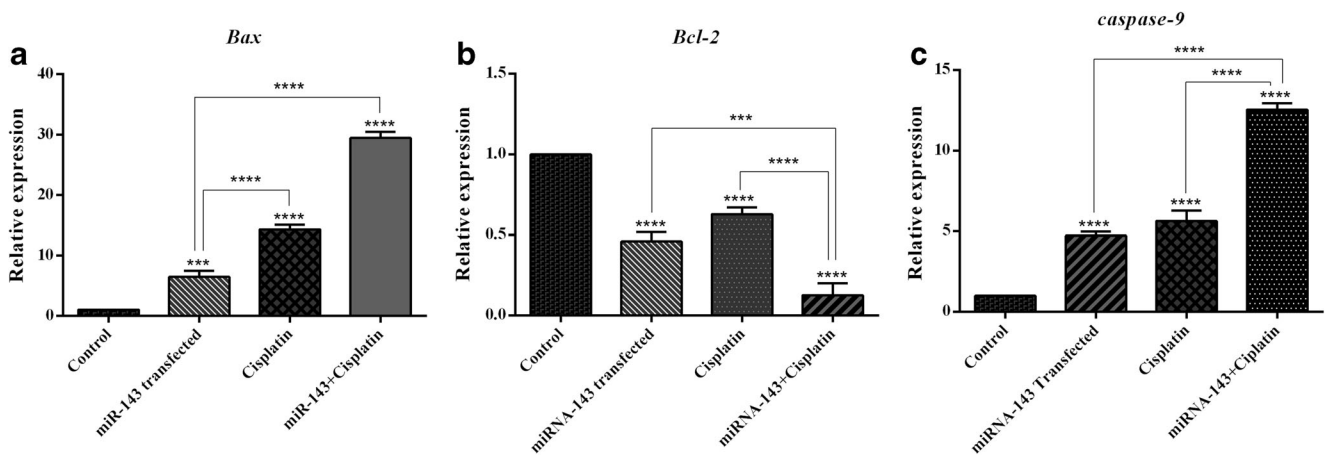 a
Bax
Relative expression
40
30
20
10
0
****
****
****
****
***
Control
miR-143 transfected
Cisplatin
miR-143+Cisplatin
b
Bcl-2
Relative expression
1.5
1.0
0.5
0.0
***
****
****
****
****
Control
miRNA-143 transfected
Cisplatin
miRNA-143+Cisplatin
c
caspase-9
Relative expression
15
10
5
0
****
****
****
****
****
Control
miRNA-143 Transfected
Cisplatin
miRNA-143+Ciplatin